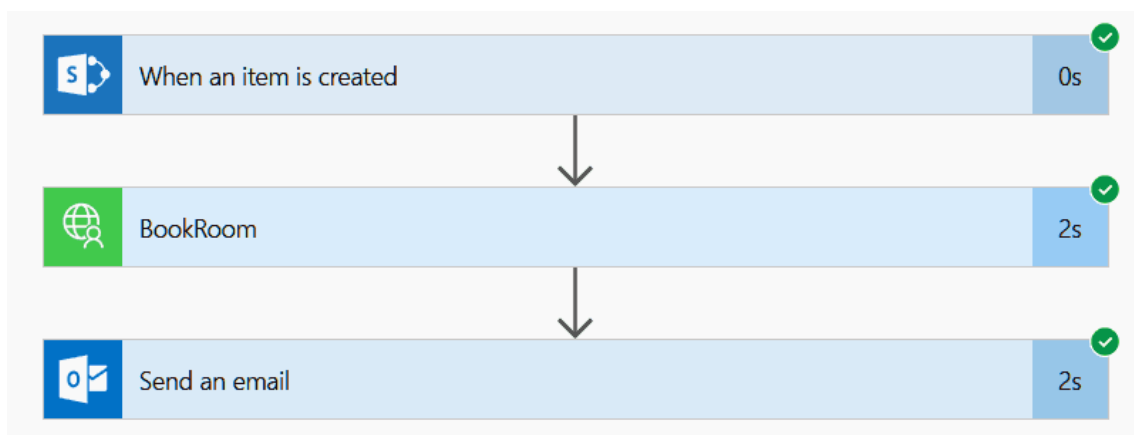 S
When an item is created
0s
BookRoom
2s
O
Send an email
2s